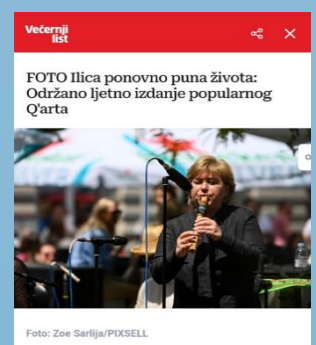 Večernji
list
FOTO Ilica ponovno puna života:
Održano ljetno izdanje popularnog
Q'arta
Foto: Zoe Sarlija/PIXSELL